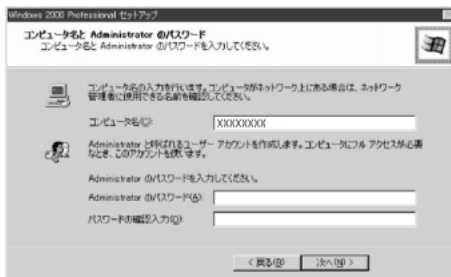 Windows 2000 Professional セットアップ
コンピュータ名と Administrator のパスワード
コンピュータ名と Administrator のパスワードを入力してください。
コンピュータ名の入力を行います。コンピュータがネットワーク上にある場合は、ネットワーク
管理者に使用できる名前を確認してください。
コンピュータ名(C):
XXXXXXXX
Administrator と呼ばれるユーザー アカウントを作成します。コンピュータにフル アクセスが必要
なとき、このアカウントを使います。
Administrator のパスワードを入力してください。
Administrator のパスワード(A):
パスワードの確認入力(O):
< 戻る(B)
次へ(N) >